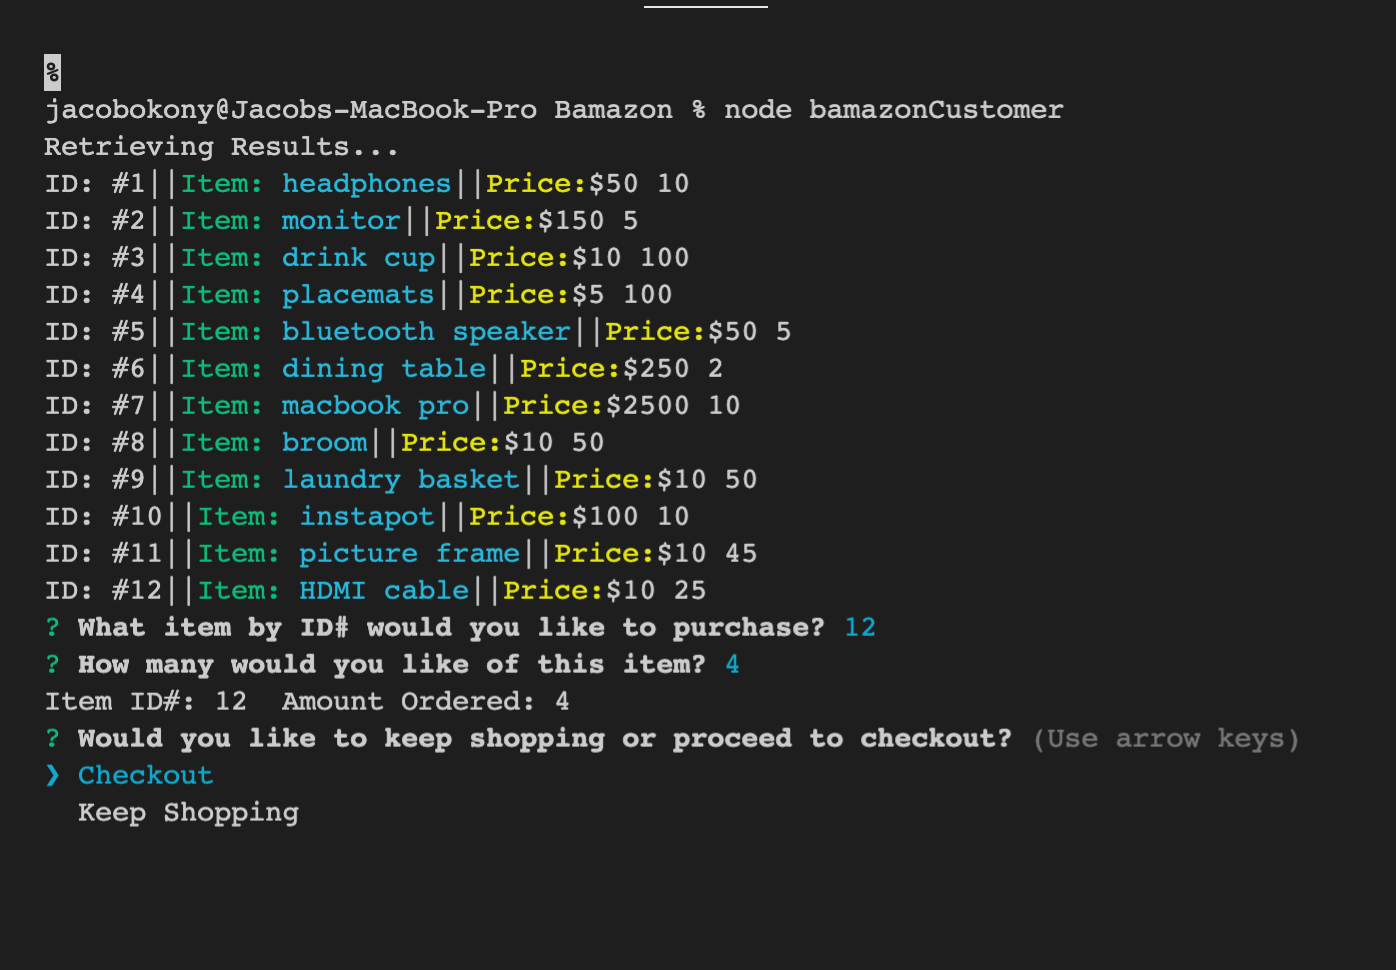 %
jacobokony@Jacobs-MacBook-Pro Bamazon % node bamazonCustomer
Retrieving Results...
ID: #1||Item: headphones||Price:$50 10
ID: #2||Item: monitor||Price:$150 5
ID: #3||Item: drink cup||Price:$10 100
ID: #4||Item: placemats||Price:$5 100
ID: #5||Item: bluetooth speaker||Price:$50 5
ID: #6||Item: dining table||Price:$250 2
ID: #7||Item: macbook pro||Price:$2500 10
ID: #8||Item: broom||Price:$10 50
ID: #9||Item: laundry basket||Price:$10 50
ID: #10||Item: instapot||Price:$100 10
ID: #11||Item: picture frame||Price:$10 45
ID: #12||Item: HDMI cable||Price:$10 25
? What item by ID# would you like to purchase? 12
? How many would you like of this item? 4
Item ID#: 12  Amount Ordered: 4
? Would you like to keep shopping or proceed to checkout? (Use arrow keys)
❯ Checkout
  Keep Shopping